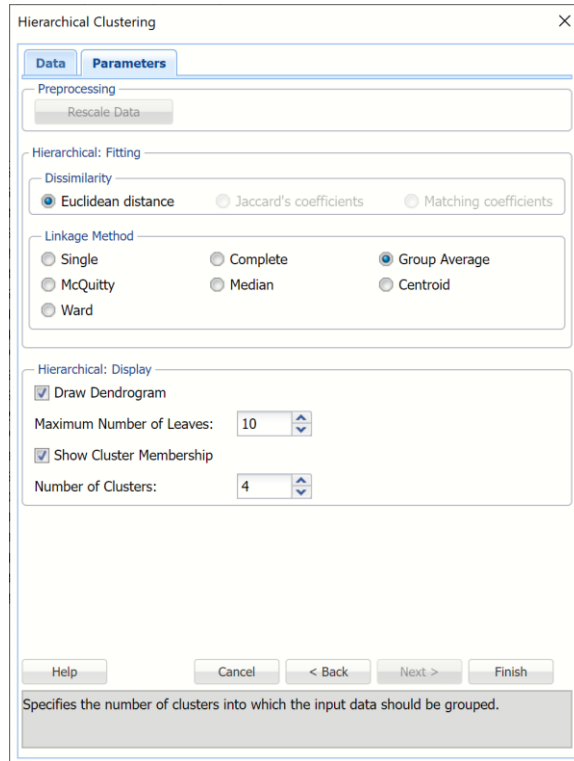 Hierarchical Clustering
Data Parameters
Preprocessing
Rescale Data
Hierarchical: Fitting
Dissimilarity
Euclidean distance Jaccard's coefficients Matching coefficients
Linkage Method
Single Complete Group Average
McQuitty Median Centroid
Ward
Hierarchical: Display
Draw Dendrogram
Maximum Number of Leaves: 10
Show Cluster Membership
Number of Clusters: 4
Help Cancel < Back Next > Finish
Specifies the number of clusters into which the input data should be grouped.